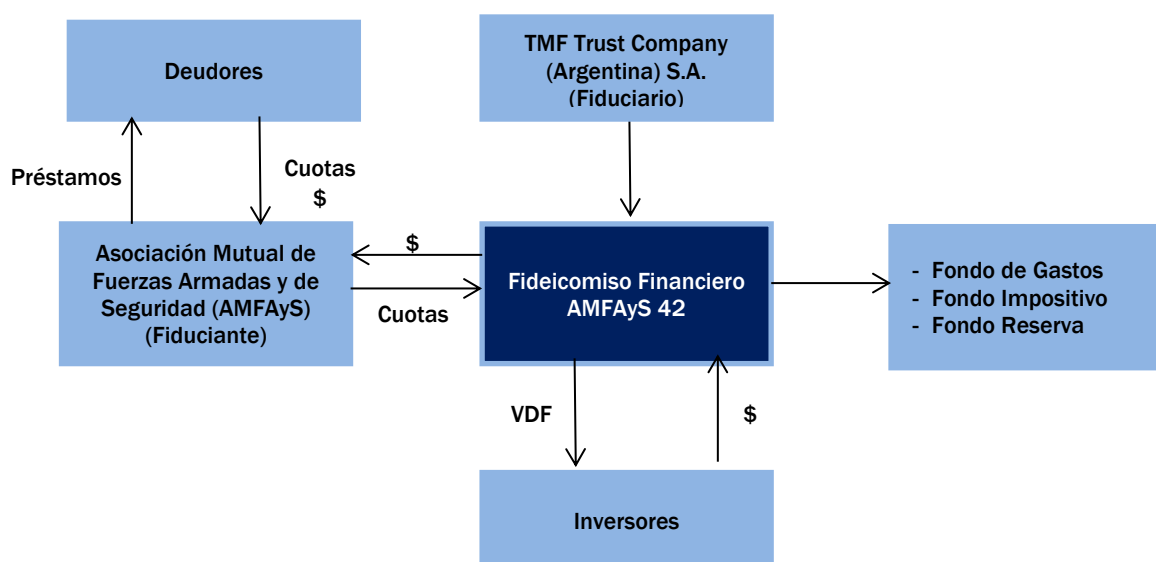 Deudores
TMF Trust Company
(Argentina) S.A.
(Fiduciario)
Préstamos
Cuotas
$
Asociación Mutual de
Fuerzas Armadas y de
Seguridad (AMFAyS)
(Fiduciante)
$
Cuotas
Fideicomiso Financiero
AMFAyS 42
- Fondo de Gastos
- Fondo Impositivo
- Fondo Reserva
VDF
$
Inversores